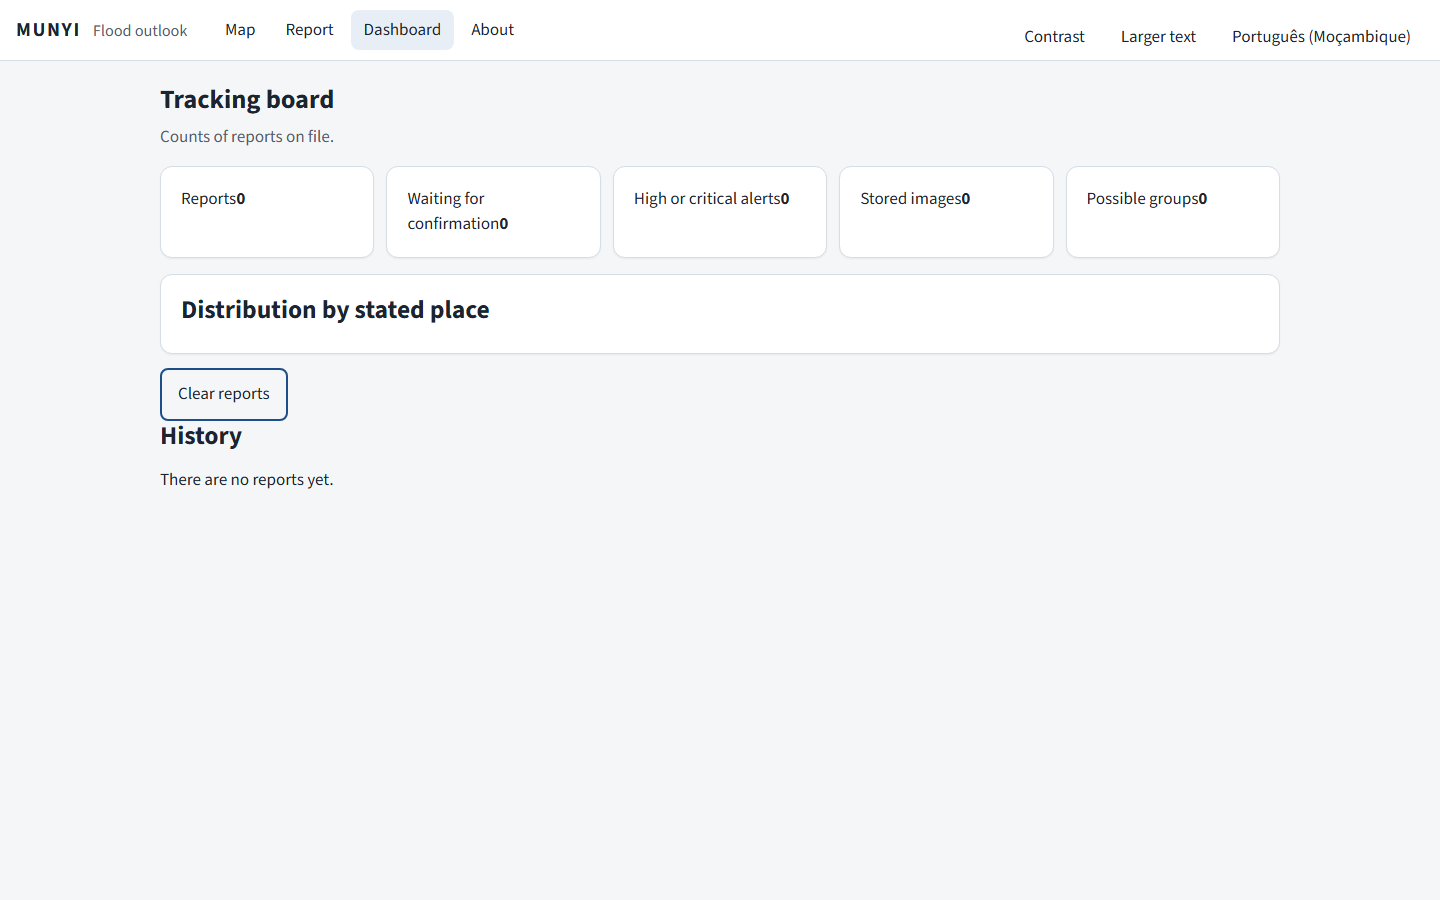 MUNYI Flood outlook Map Report Dashboard About Contrast Larger text Português (Moçambique)
Tracking board
Counts of reports on file.
Reports0
Waiting for
confirmation0
High or critical alerts0
Stored images0
Possible groups0
Distribution by stated place
Clear reports
History
There are no reports yet.